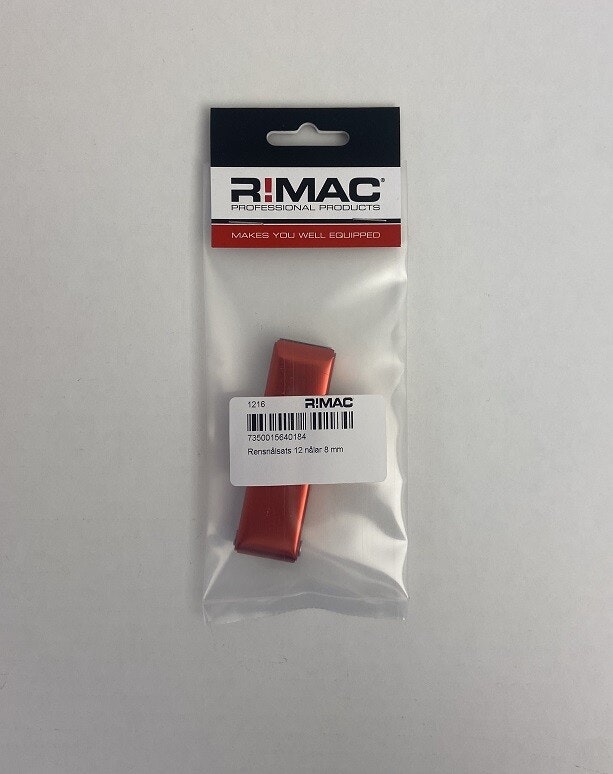 R!MAC®
PROFESSIONAL PRODUCTS
MAKES YOU WELL EQUIPPED
1216 R!MAC
7350015640184
Rensnålsats 12 nålar 8 mm